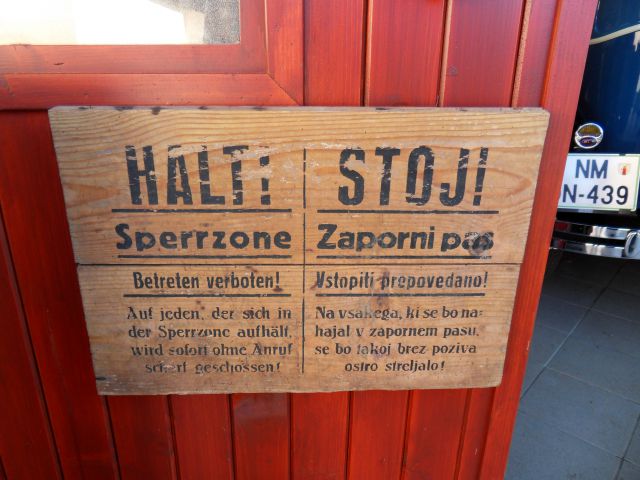 HALT!
Sperrzone
Betreten verboten!
Auf jeden, der sich in
der Sperrzone aufhält,
wird sofort ohne Anruf
scharf geschossen!
STOJ!
Zaporni pas
Vstopiti prepovedano!
Na vsakega, ki se bo na-
hajal v zapornem pasu,
se bo takoj brez poziva
ostro streljalo!
NM
N-439